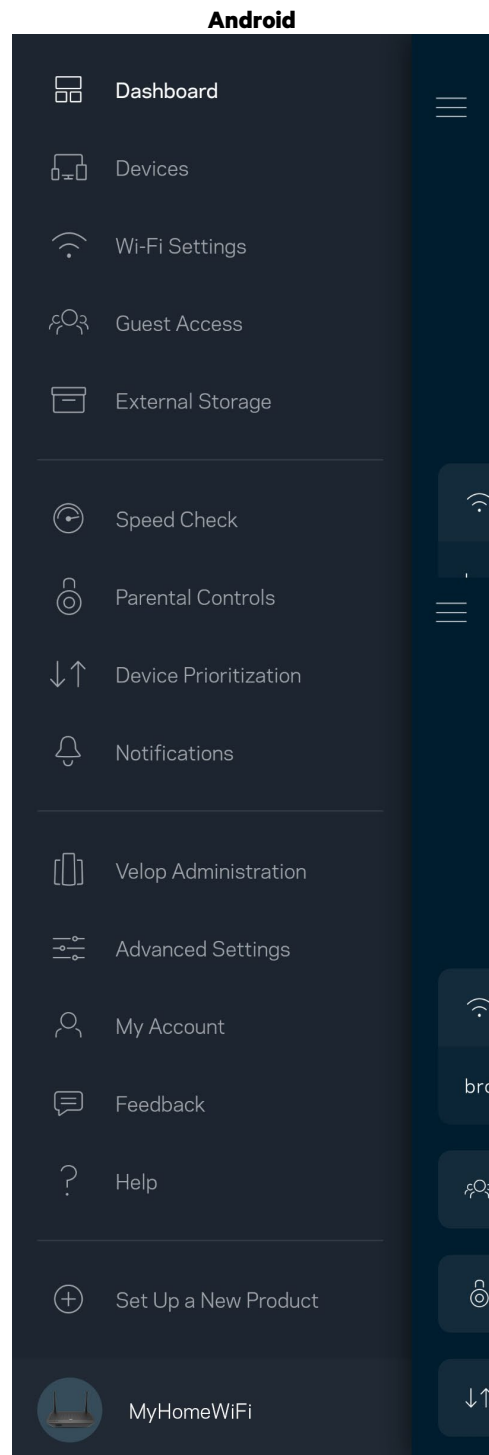 Android
Dashboard
Devices
Wi-Fi Settings
Guest Access
External Storage
Speed Check
Parental Controls
Device Prioritization
Notifications
Velop Administration
Advanced Settings
My Account
Feedback
Help
Set Up a New Product
MyHomeWiFi